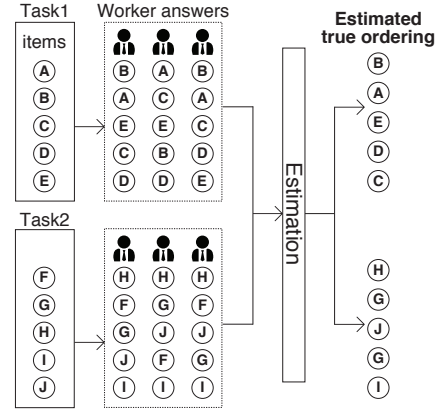 Task1
items
A
B
C
D
E
Worker answers
B A B
A C A
E E C
C B D
D D E
Task2
F
G
H
I
J
H H H
F G F
G J J
J F G
I I I
Estimation
Estimated
true ordering
B
A
E
D
C
H
G
J
G
I